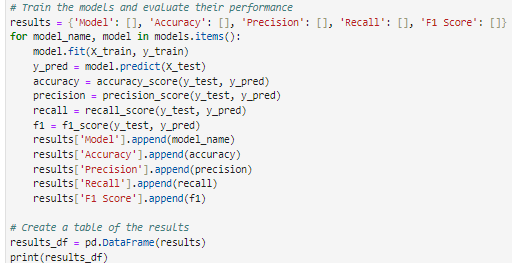 # Train the models and evaluate their performance
results = {'Model': [], 'Accuracy': [], 'Precision': [], 'Recall': [], 'F1 Score': []}
for model_name, model in models.items():
    model.fit(X_train, y_train)
    y_pred = model.predict(X_test)
    accuracy = accuracy_score(y_test, y_pred)
    precision = precision_score(y_test, y_pred)
    recall = recall_score(y_test, y_pred)
    f1 = f1_score(y_test, y_pred)
    results['Model'].append(model_name)
    results['Accuracy'].append(accuracy)
    results['Precision'].append(precision)
    results['Recall'].append(recall)
    results['F1 Score'].append(f1)

# Create a table of the results
results_df = pd.DataFrame(results)
print(results_df)